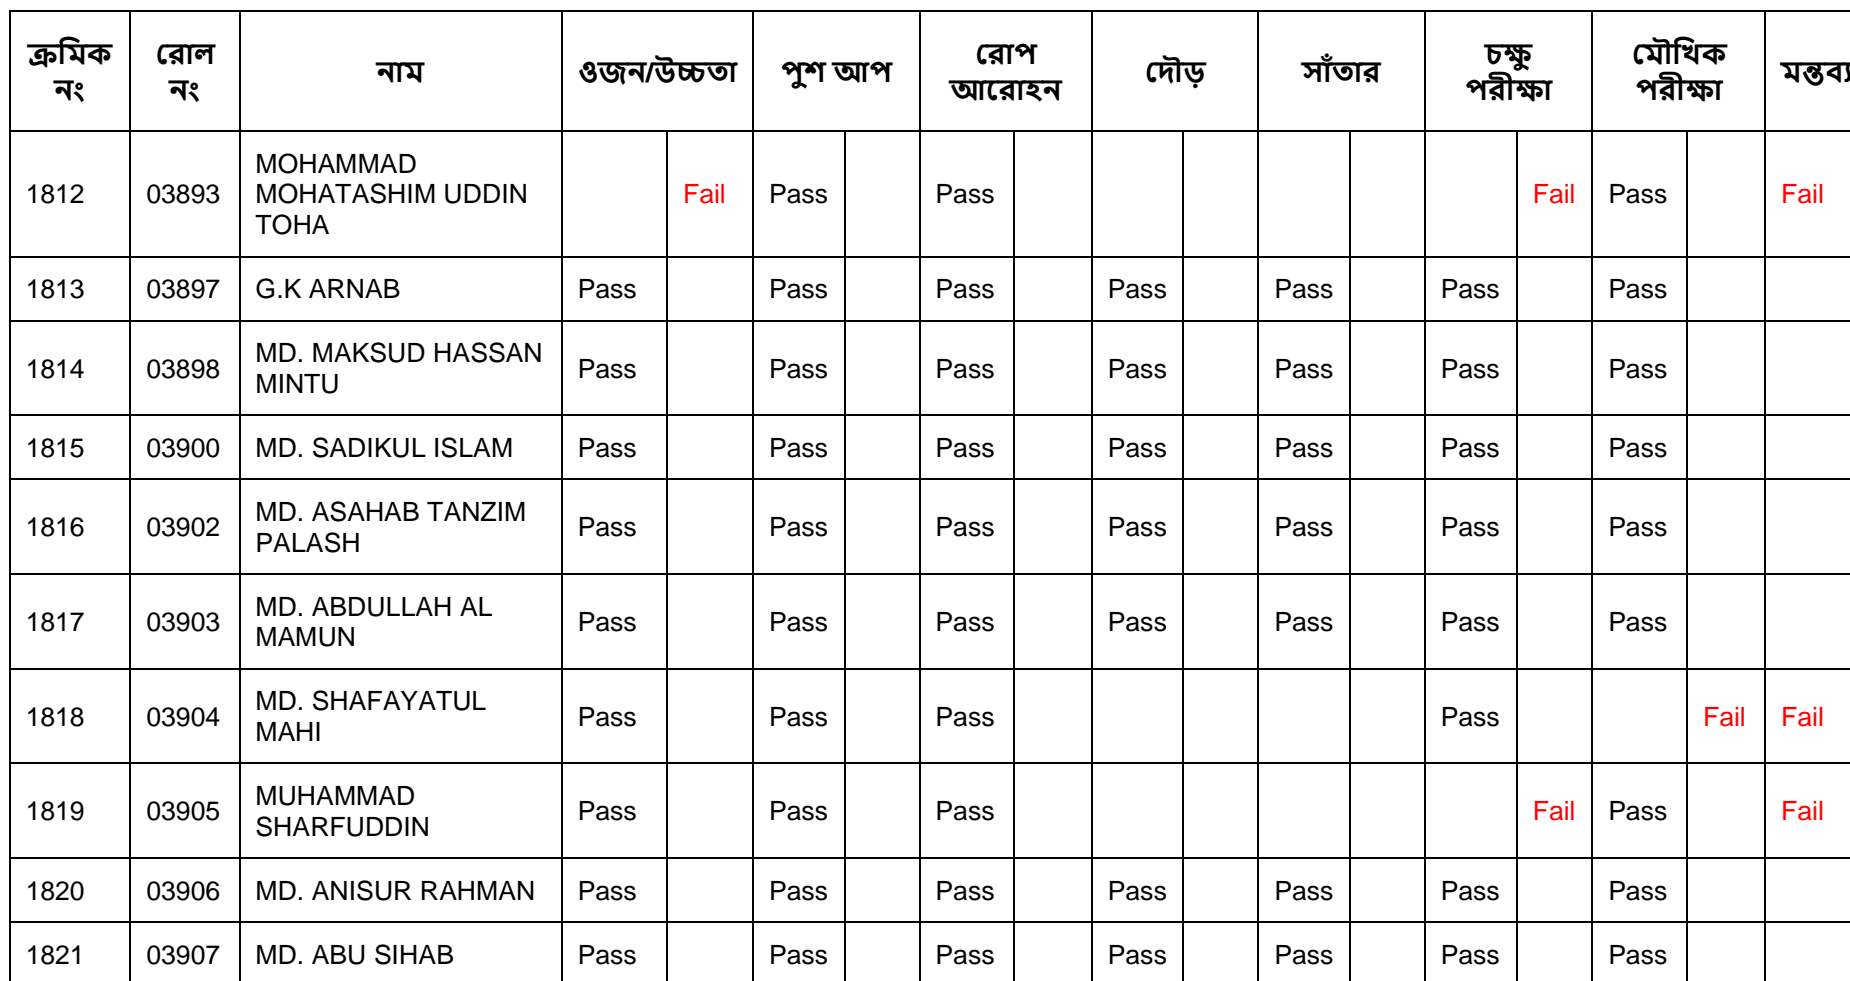 ক্রমিক নং রোল নং নাম ওজন/উচ্চতা পুশ আপ রোপ আরোহন দৌড় সাঁতার চক্ষু পরীক্ষা মৌখিক পরীক্ষা মন্তব্য
1812 03893 MOHAMMAD MOHATASHIM UDDIN TOHA Fail Pass Pass Fail Pass Fail
1813 03897 G.K ARNAB Pass Pass Pass Pass Pass Pass Pass
1814 03898 MD. MAKSUD HASSAN MINTU Pass Pass Pass Pass Pass Pass Pass
1815 03900 MD. SADIKUL ISLAM Pass Pass Pass Pass Pass Pass Pass
1816 03902 MD. ASAHAB TANZIM PALASH Pass Pass Pass Pass Pass Pass Pass
1817 03903 MD. ABDULLAH AL MAMUN Pass Pass Pass Pass Pass Pass Pass
1818 03904 MD. SHAFAYATUL MAHI Pass Pass Pass Pass Fail Fail
1819 03905 MUHAMMAD SHARFUDDIN Pass Pass Pass Fail Pass Fail
1820 03906 MD. ANISUR RAHMAN Pass Pass Pass Pass Pass Pass Pass
1821 03907 MD. ABU SIHAB Pass Pass Pass Pass Pass Pass Pass